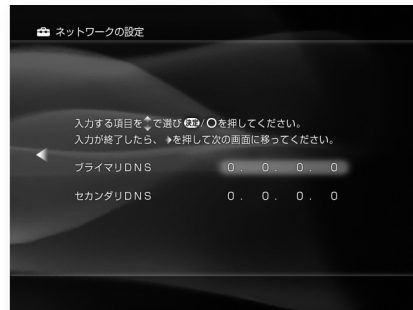 ネットワークの設定
入力する項目を で選び 決定/○を押してください。
入力が終了したら、→を押して次の画面に移ってください。
プライマリDNS 0. 0. 0. 0
セカンダリDNS 0. 0. 0. 0